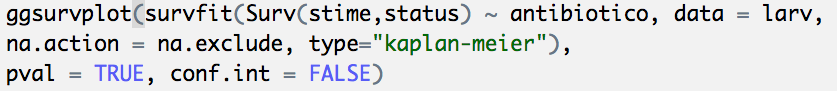 ggsurvplot(survfit(Surv(stime,status) ~ antibiotico, data = larv,
na.action = na.exclude, type="kaplan-meier"),
pval = TRUE, conf.int = FALSE)